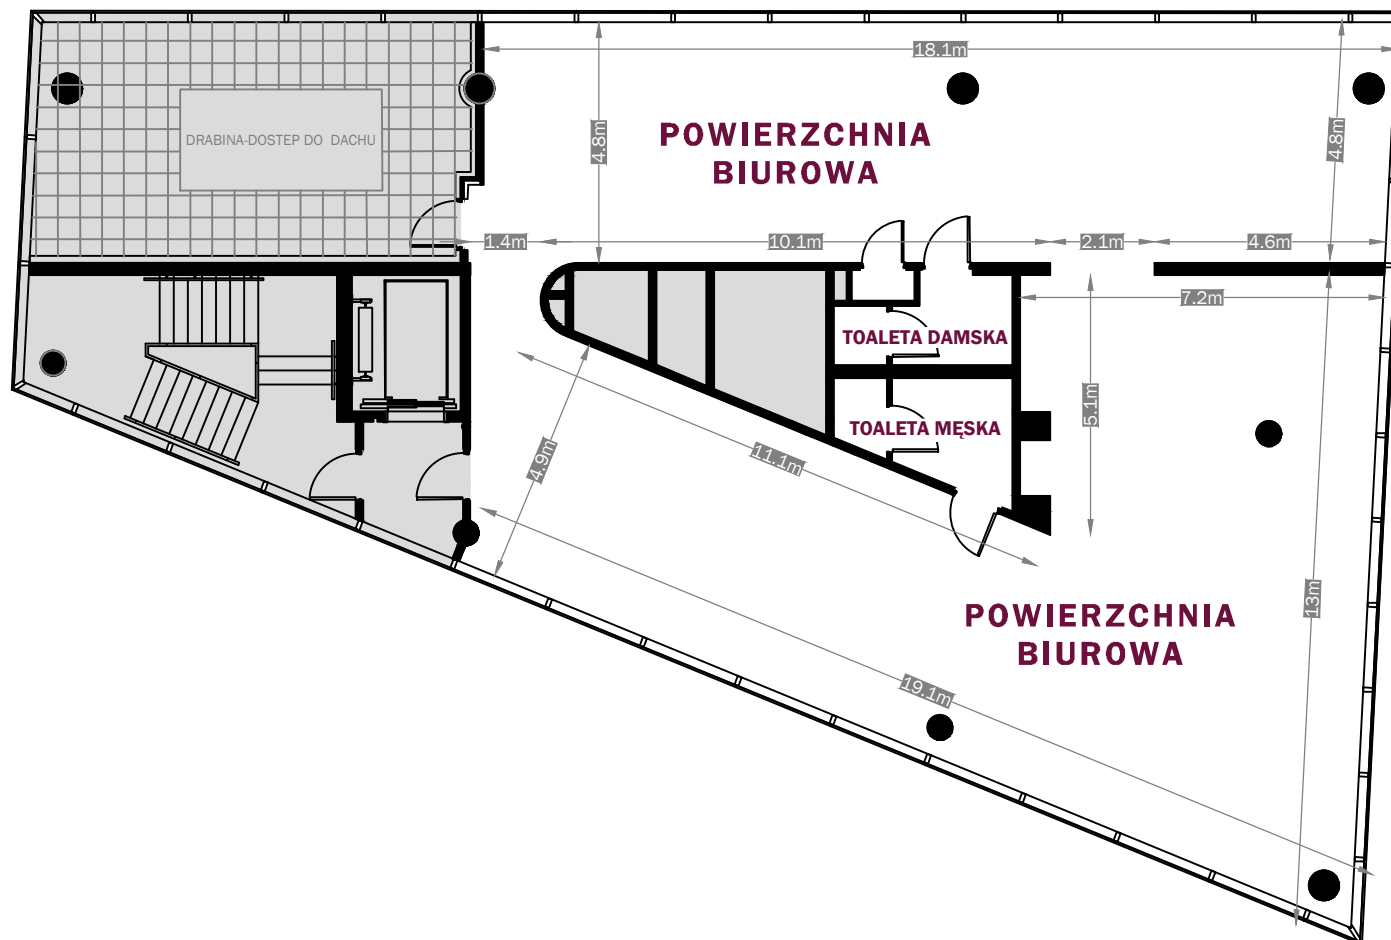 18.1m
POWIERZCHNIA
BIUROWA
4.8m
4.8m
DRABINA-DOSTEP DO DACHU
1.4m
10.1m
2.1m
4.6m
7.2m
TOALETA DAMSKA
5.1m
TOALETA MĘSKA
4.9m
11.1m
13m
POWIERZCHNIA
BIUROWA
19.1m